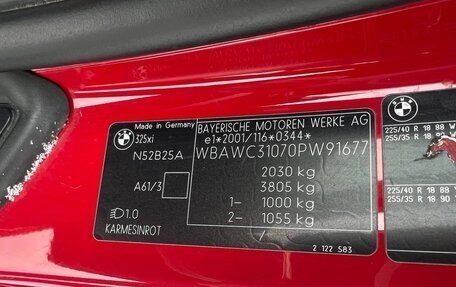 Made in Germany
BAYERISCHE MOTOREN WERKE AG
325xi
e1*2001/116*0344*
N52B25A
WBAWC31070PW91677
2030 kg
A61/3
3805 kg
1- 1000 kg
1.0
2- 1055 kg
KARMESINROT
2 122 583
225/40 R 18 88
255/35 R 18 90
225/40 R 18 88 Y
255/35 R 18 90